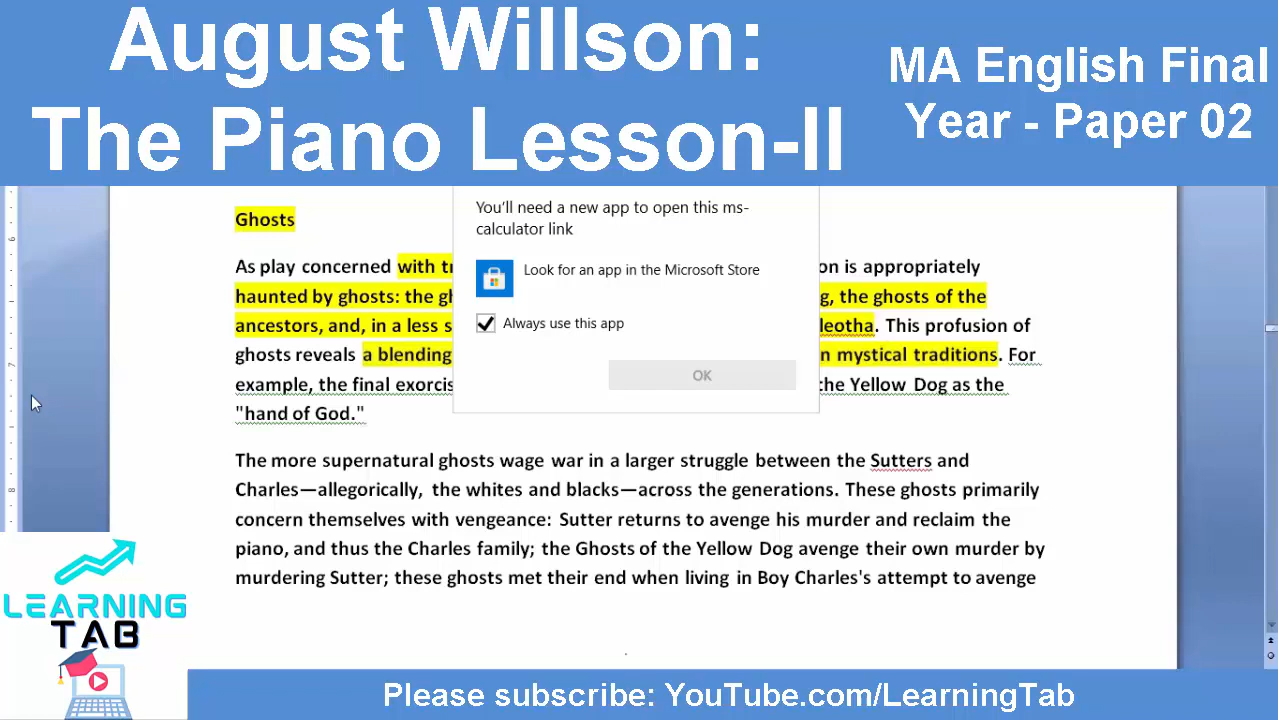 August Willson:
The Piano Lesson-II
MA English Final
Year - Paper 02
Ghosts
As play concerned with
on is appropriately
haunted by ghosts: the
the ghosts of the
ancestors, and, in a less
leotha. This profusion of
ghosts reveals a blending
mystical traditions. For
example, the final
the Yellow Dog as the
"hand of God."
You'll need a new app to open this ms-
calculator link
Look for an app in the Microsoft Store
Always use this app
OK
The more supernatural ghosts wage war in a larger struggle between the Sutters and
Charles—allegorically, the whites and blacks—across the generations. These ghosts primarily
concern themselves with vengeance: Sutter returns to avenge his murder and reclaim the
piano, and thus the Charles family; the Ghosts of the Yellow Dog avenge their own murder by
murdering Sutter; these ghosts met their end when living in Boy Charles's attempt to avenge
6
7
8
LEARNING
TAB
Please subscribe: YouTube.com/LearningTab